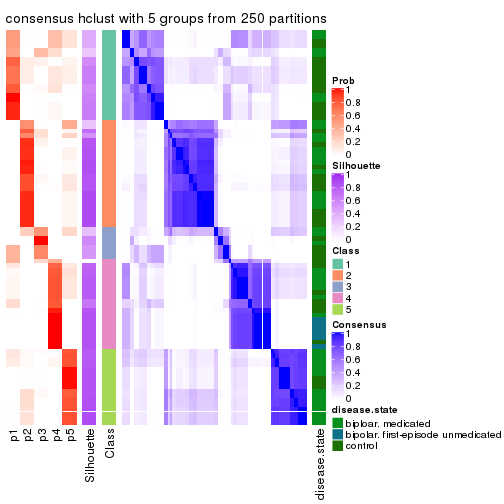 consensus hclust with 5 groups from 250 partitions
Prob
1
0.8
0.6
0.4
0.2
0
Silhouette
1
0.8
0.6
0.4
0.2
0
Class
1
2
3
4
5
Consensus
1
0.8
0.6
0.4
0.2
0
disease.state
biploar. medicated
bipolar. first-episode unmedicated
control
p1
p2
p3
p4
p5
Silhouette
Class
disease.state